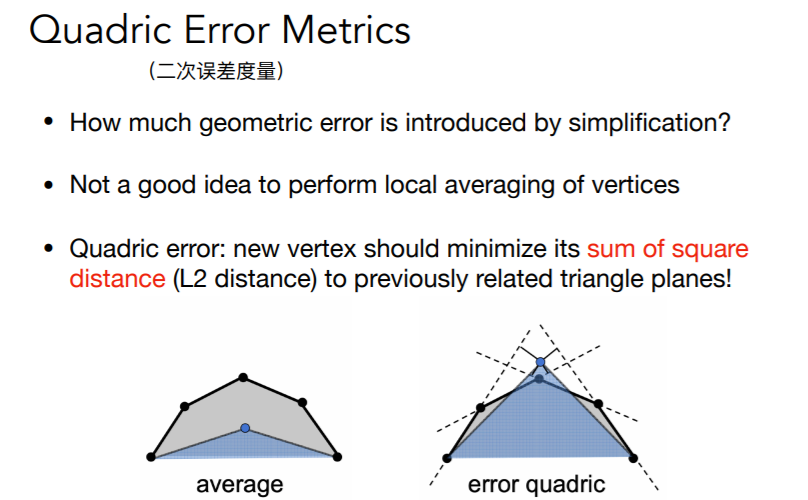 Quadric Error Metrics
(二次误差度量)
• How much geometric error is introduced by simplification?
• Not a good idea to perform local averaging of vertices
• Quadric error: new vertex should minimize its sum of square
distance (L2 distance) to previously related triangle planes!
average
error quadric